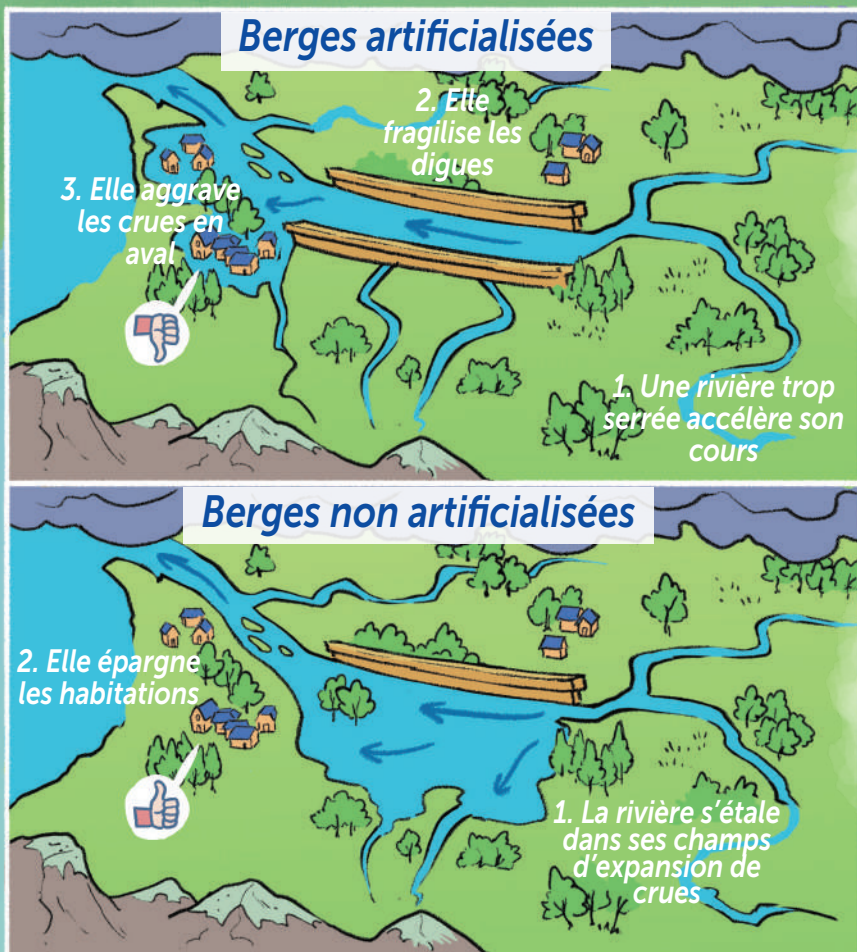 Berges artificialisées
2. Elle
fragilise les
digues
3. Elle aggrave
les crues en
aval
1. Une rivière trop
serrée accélère son
cours
Berges non artificialisées
2. Elle épargne
les habitations
1. La rivière s’étale
dans ses champs
d’expansion de
crues